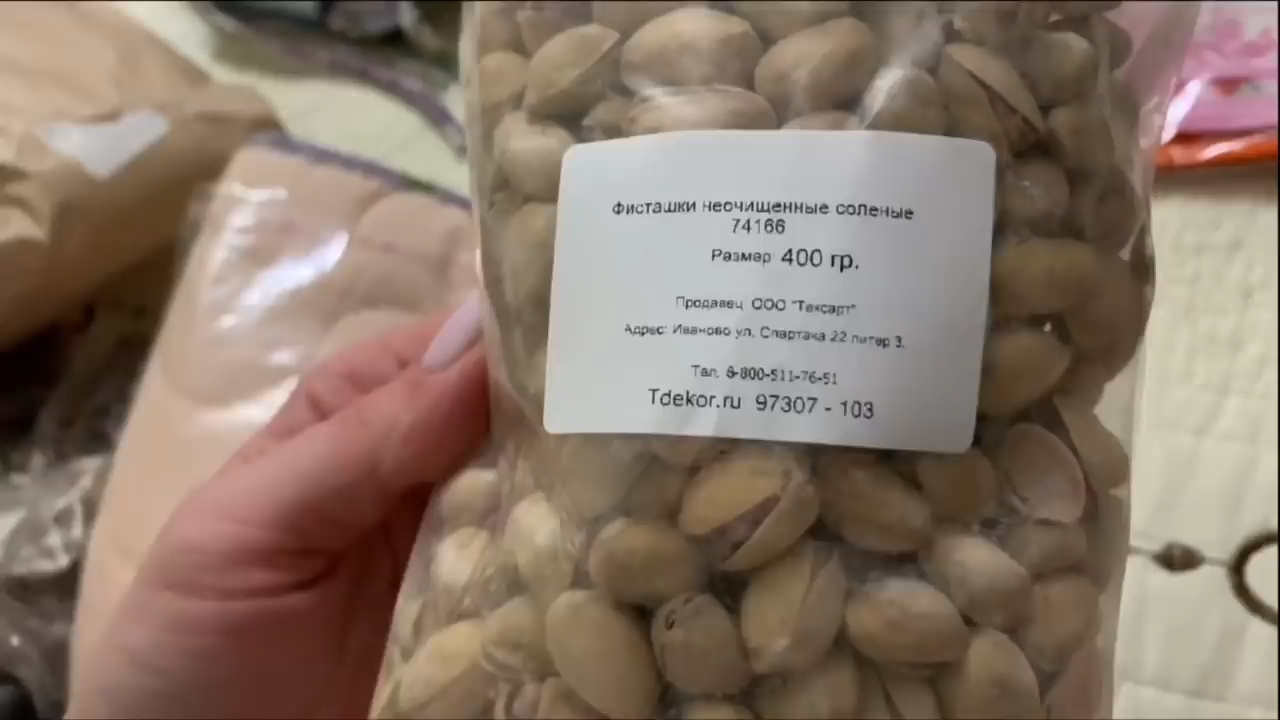 Фисташки неочищенные соленые
74166
Размер 400 гр.
Продавец ООО "Тексарт"
Адрес: Иваново ул. Спартака 22 литер 3.
Тел. 8-800-511-76-51
Tdekor.ru 97307 - 103